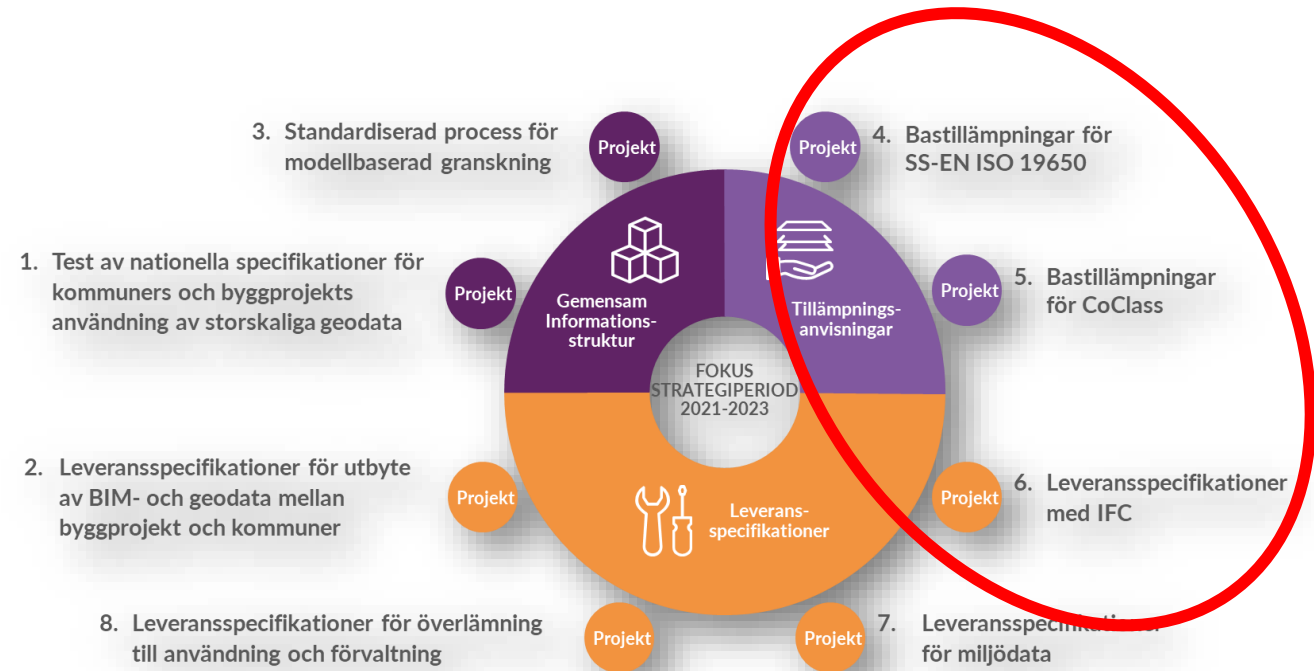 3. Standardiserad process för
modellbaserad granskning
Projekt
Projekt
4. Bastillämpningar för
SS-EN ISO 19650
1. Test av nationella specifikationer för
kommuners och byggprojekts
användning av storskaliga geodata
Projekt
Gemensam
Informations-
struktur
Tillämpnings-
anvisningar
Projekt
5. Bastillämpningar
för CoClass
FOKUS
STRATEGIPERIOD
2021-2023
2. Leveransspecifikationer för utbyte
av BIM- och geodata mellan
byggprojekt och kommuner
Projekt
Leverans-
specifikationer
Projekt
6. Leveransspecifikationer
med IFC
8. Leveransspecifikationer för överlämning
till användning och förvaltning
Projekt
Projekt
7. Leveransspecifikationer
för miljödata